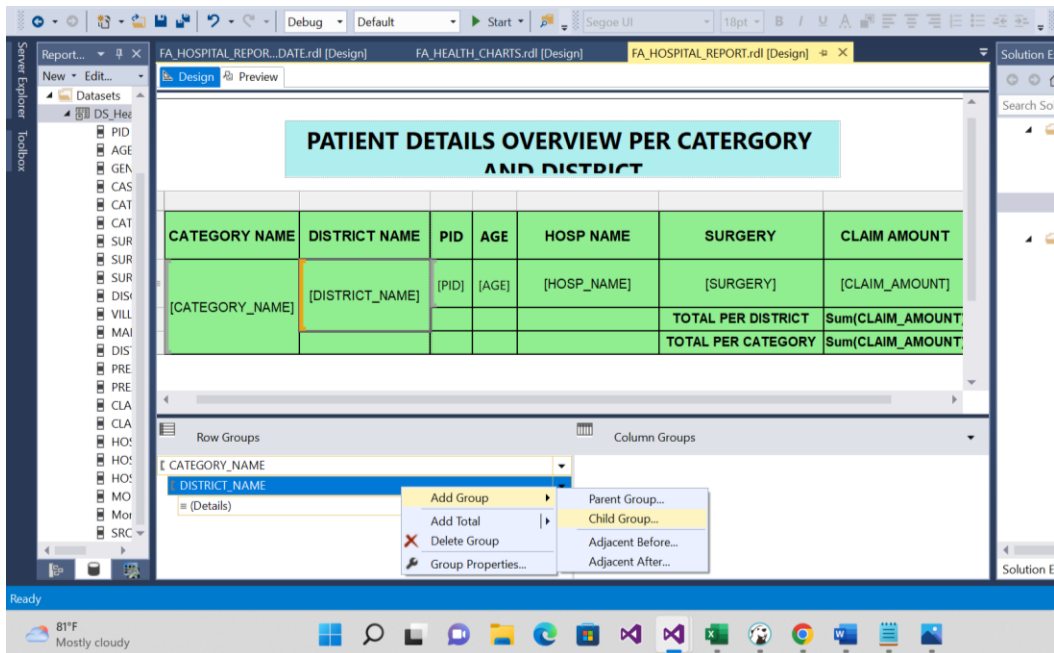 Debug Default Start Segoe UI 18pt B I U A
Server Explorer
Toolbox
Report...
New Edit...
Datasets
DS_Hea
PID
AGE
GEN
CAS
CAT
CAT
SUR
SUR
SUR
DIS
VILL
MAI
DIS
PRE
PRE
CLA
CLA
HOS
HOS
HOS
MO
Mor
SRC
FA_HOSPITAL_REPOR...DATE.rdl [Design] FA_HEALTH_CHARTS.rdl [Design] FA_HOSPITAL_REPORT.rdl [Design]
Design Preview
PATIENT DETAILS OVERVIEW PER CATERGORY
AND DISTRICT
CATEGORY NAME DISTRICT NAME PID AGE HOSP NAME SURGERY CLAIM AMOUNT
[CATEGORY_NAME] [DISTRICT_NAME] [PID] [AGE] [HOSP_NAME] [SURGERY] [CLAIM_AMOUNT]
TOTAL PER DISTRICT Sum(CLAIM_AMOUNT)
TOTAL PER CATEGORY Sum(CLAIM_AMOUNT)
Row Groups Column Groups
CATEGORY_NAME
DISTRICT_NAME
(Details)
Add Group
Add Total
Delete Group
Group Properties...
Parent Group...
Child Group...
Adjacent Before...
Adjacent After...
Solution E
Search So
Solution E
Ready
81°F
Mostly cloudy